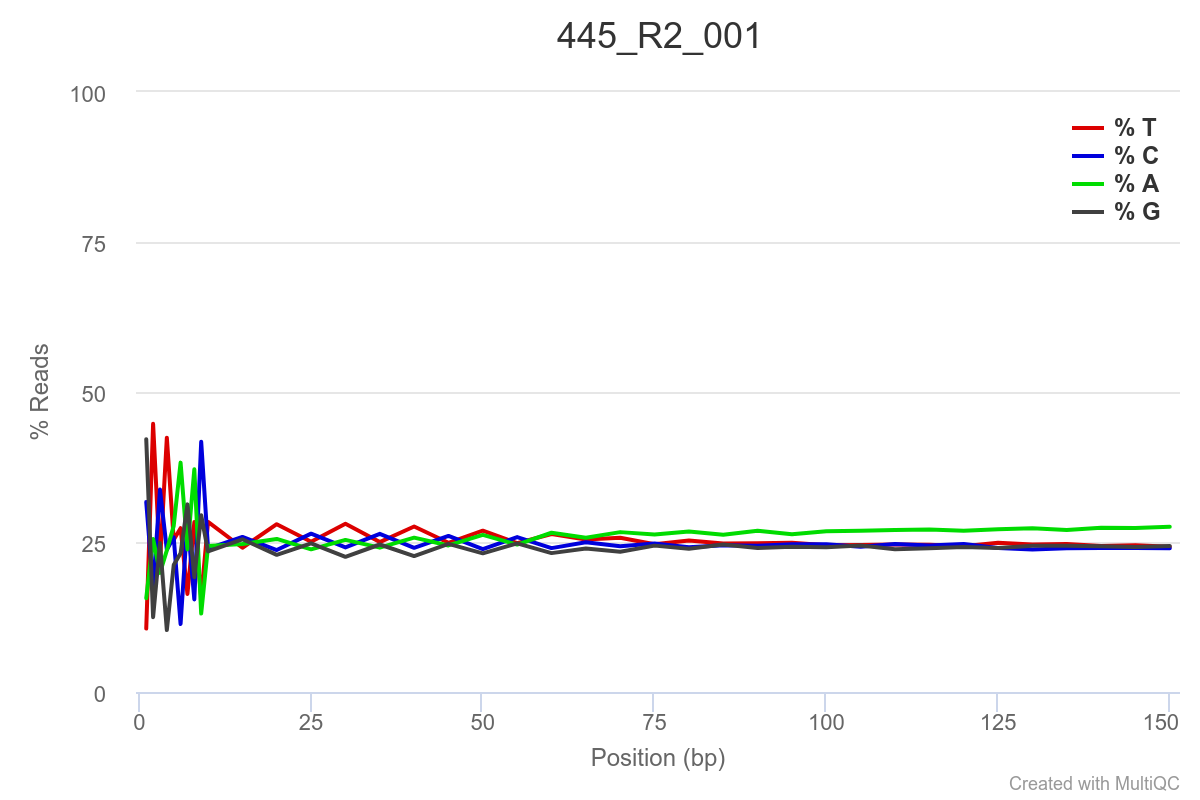 445_R2_001
100
75
50
25
0
% Reads
% T
% C
% A
% G
0 25 50 75 100 125 150
Position (bp)
Created with MultiQC